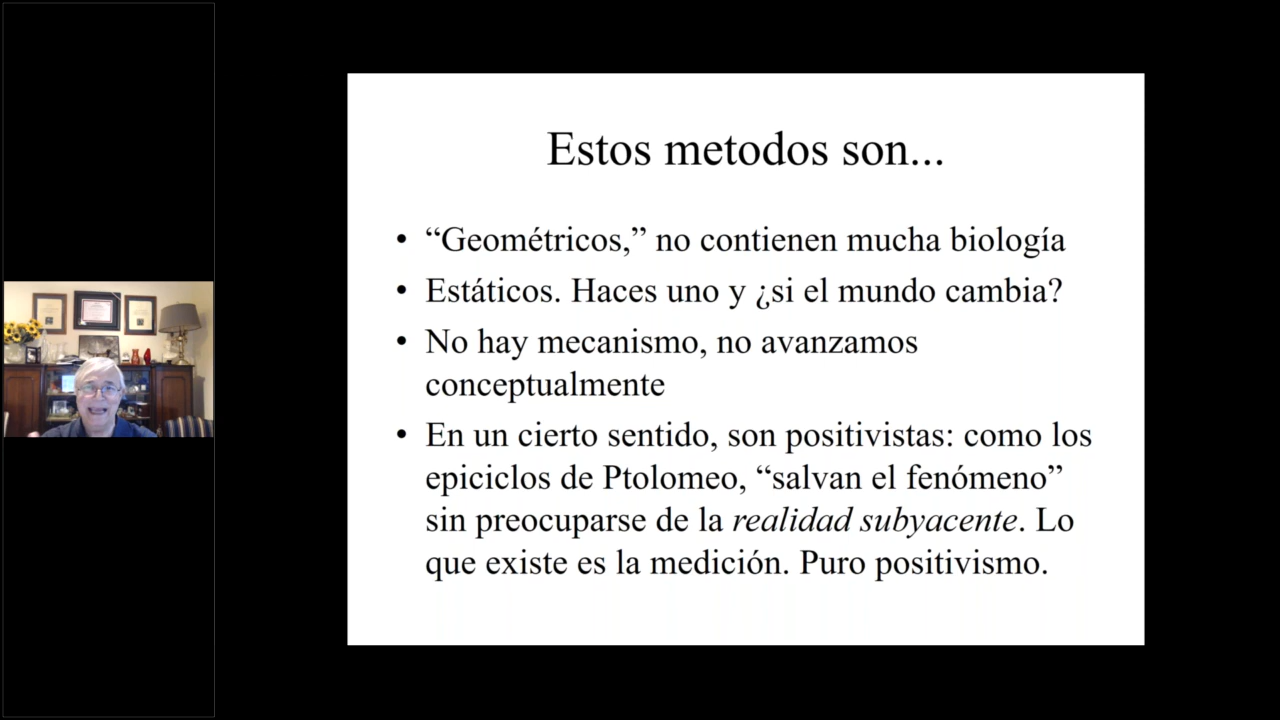 Estos metodos son...
• “Geométricos,” no contienen mucha biología
• Estáticos. Haces uno y ¿si el mundo cambia?
• No hay mecanismo, no avanzamos
conceptualmente
• En un cierto sentido, son positivistas: como los
epiciclos de Ptolomeo, “salvan el fenómeno”
sin preocuparse de la realidad subyacente. Lo
que existe es la medición. Puro positivismo.